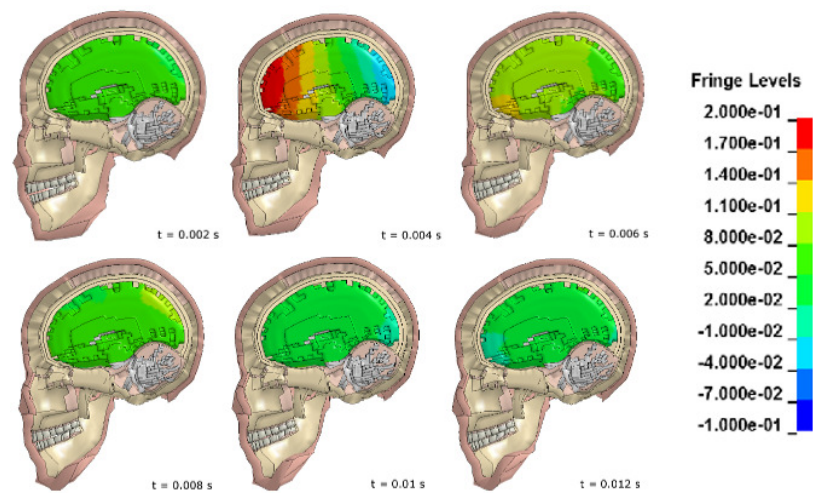 t = 0.002 s
t = 0.004 s
t = 0.006 s
t = 0.008 s
t = 0.01 s
t = 0.012 s
Fringe Levels
2.000e-01
1.700e-01
1.400e-01
1.100e-01
8.000e-02
5.000e-02
2.000e-02
-1.000e-02
-4.000e-02
-7.000e-02
-1.000e-01